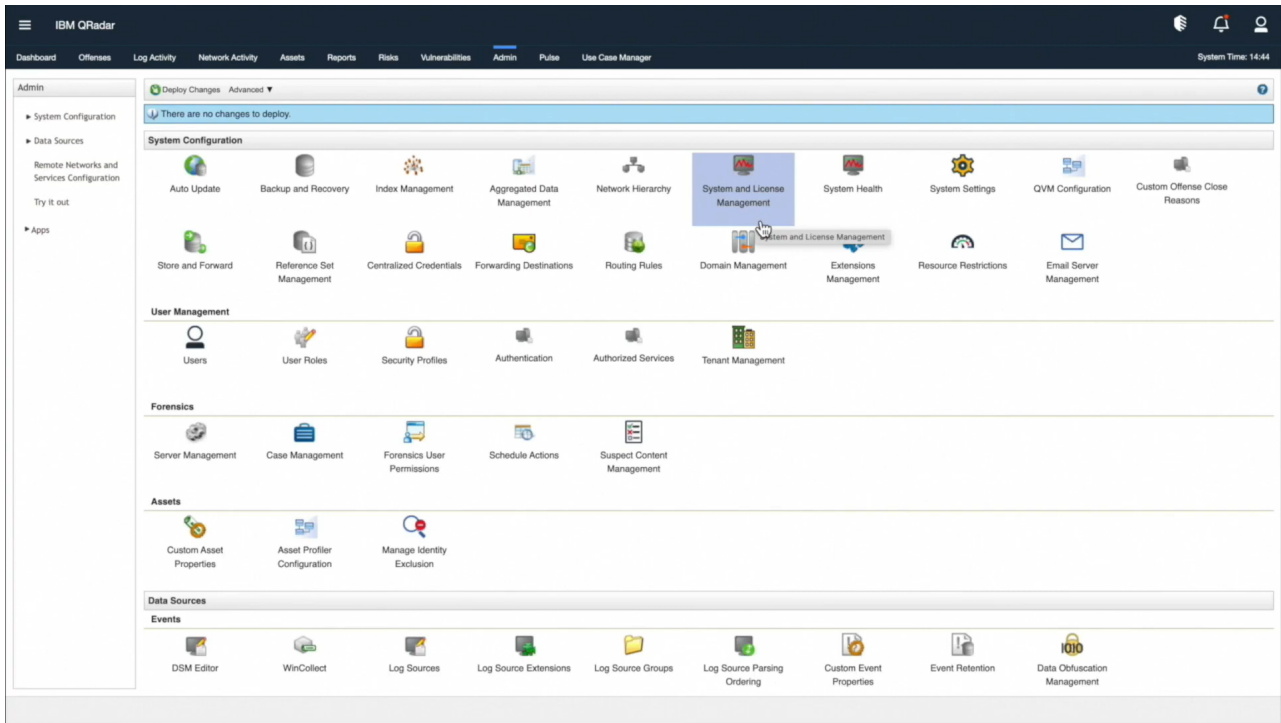 IBM QRadar
Dashboard Offenses Log Activity Network Activity Assets Reports Risks Vulnerabilities Admin Pulse Use Case Manager System Time: 14:44
Admin
System Configuration
Data Sources
Remote Networks and
Services Configuration
Try it out
Apps
Deploy Changes Advanced ▼
There are no changes to deploy.
System Configuration
Auto Update
Backup and Recovery
Index Management
Aggregated Data
Management
Network Hierarchy
System and License
Management
System Health
System Settings
QVM Configuration
Custom Offense Close
Reasons
Store and Forward
Reference Set
Management
Centralized Credentials
Forwarding Destinations
Routing Rules
Domain Management
System and License Management
Extensions
Management
Resource Restrictions
Email Server
Management
User Management
Users
User Roles
Security Profiles
Authentication
Authorized Services
Tenant Management
Forensics
Server Management
Case Management
Forensics User
Permissions
Schedule Actions
Suspect Content
Management
Assets
Custom Asset
Properties
Asset Profiler
Configuration
Manage Identity
Exclusion
Data Sources
Events
DSM Editor
WinCollect
Log Sources
Log Source Extensions
Log Source Groups
Log Source Parsing
Ordering
Custom Event
Properties
Event Retention
Data Obfuscation
Management